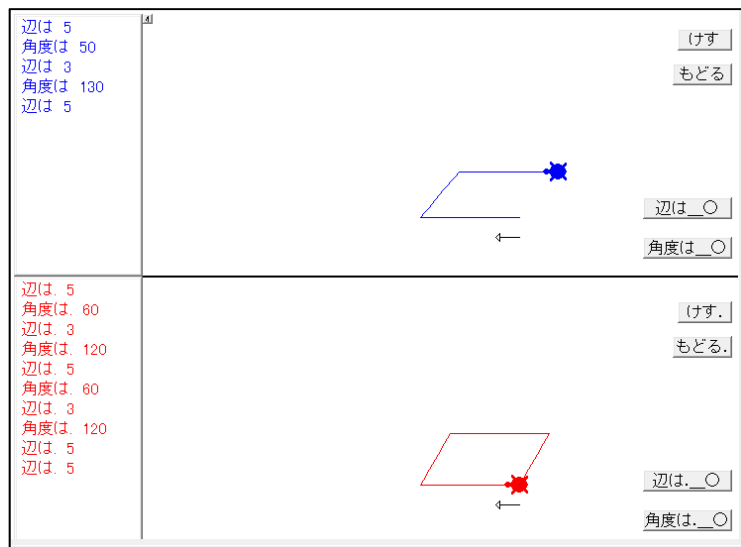 辺は 5
角度は 50
辺は 3
角度は 130
辺は 5
けす
もどる
辺は__○
角度は__○
辺は. 5
角度は. 60
辺は. 3
角度は. 120
辺は. 5
角度は. 60
辺は. 3
角度は. 120
辺は. 5
辺は. 5
けす.
もどる.
辺は.__○
角度は.__○